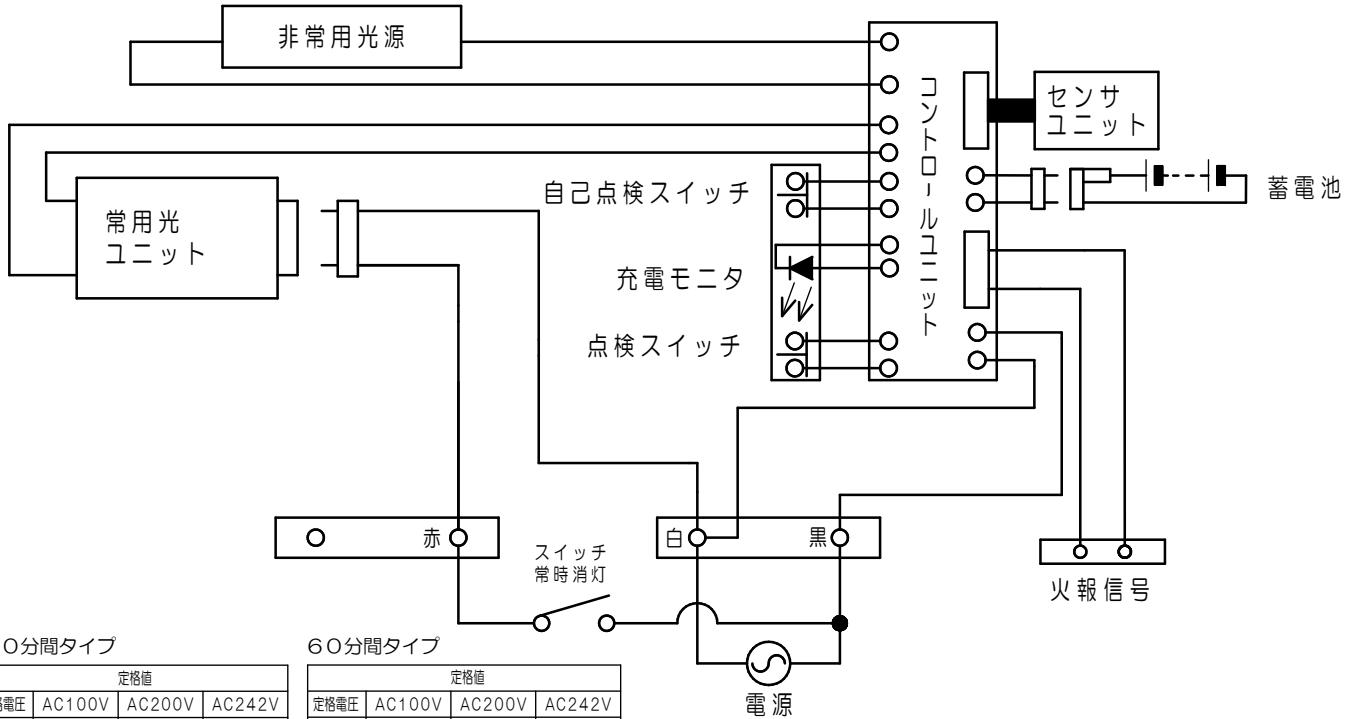 非常用光源
コントロールユニット
センサ
ユニット
自己点検スイッチ
蓄電池
常用光
ユニット
充電モニタ
点検スイッチ
赤
白
黒
スイッチ
常時消灯
火報信号
0分間タイプ
60分間タイプ
定格値
定格値
格電圧 AC100V AC200V AC242V
定格電圧 AC100V AC200V AC242V
電源